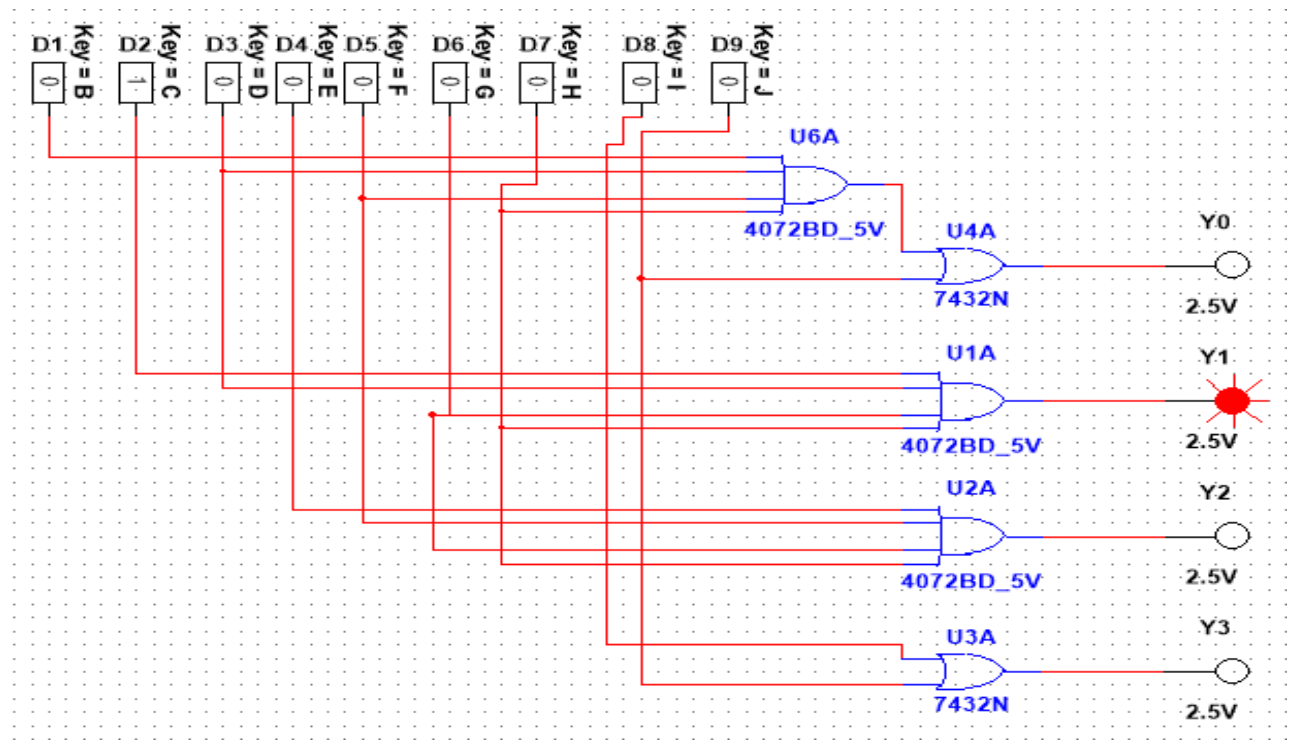 D1 Key = B D2 Key = C D3 Key = D D4 Key = E D5 Key = F D6 Key = G D7 Key = H D8 Key = I D9 Key = J
0 1 0 0 0 0 0 0 0
U6A
4072BD_5V
U4A
7432N
Y0
2.5V
U1A
4072BD_5V
Y1
2.5V
U2A
4072BD_5V
Y2
2.5V
U3A
7432N
Y3
2.5V